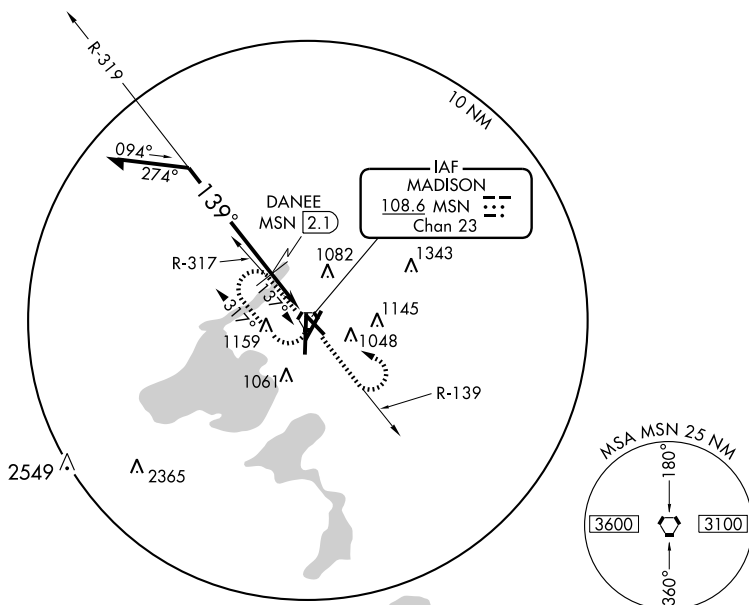 R-319
10 NM
094°
274°
139°
IAF
MADISON
108.6 MSN
Chan 23
DANEE
MSN 2.1
1082
1343
R-317
137°
317°
1159
1145
1048
1061
R-139
2549
2365
MSA MSN 25 NM
180°
3600
3100
360°